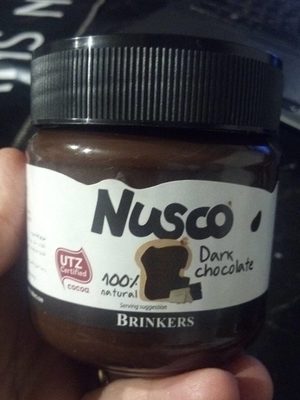 Nusco
Dark
chocolate
UTZ
Certified
cocoa
100%
natural
Serving suggestion
BRINKERS